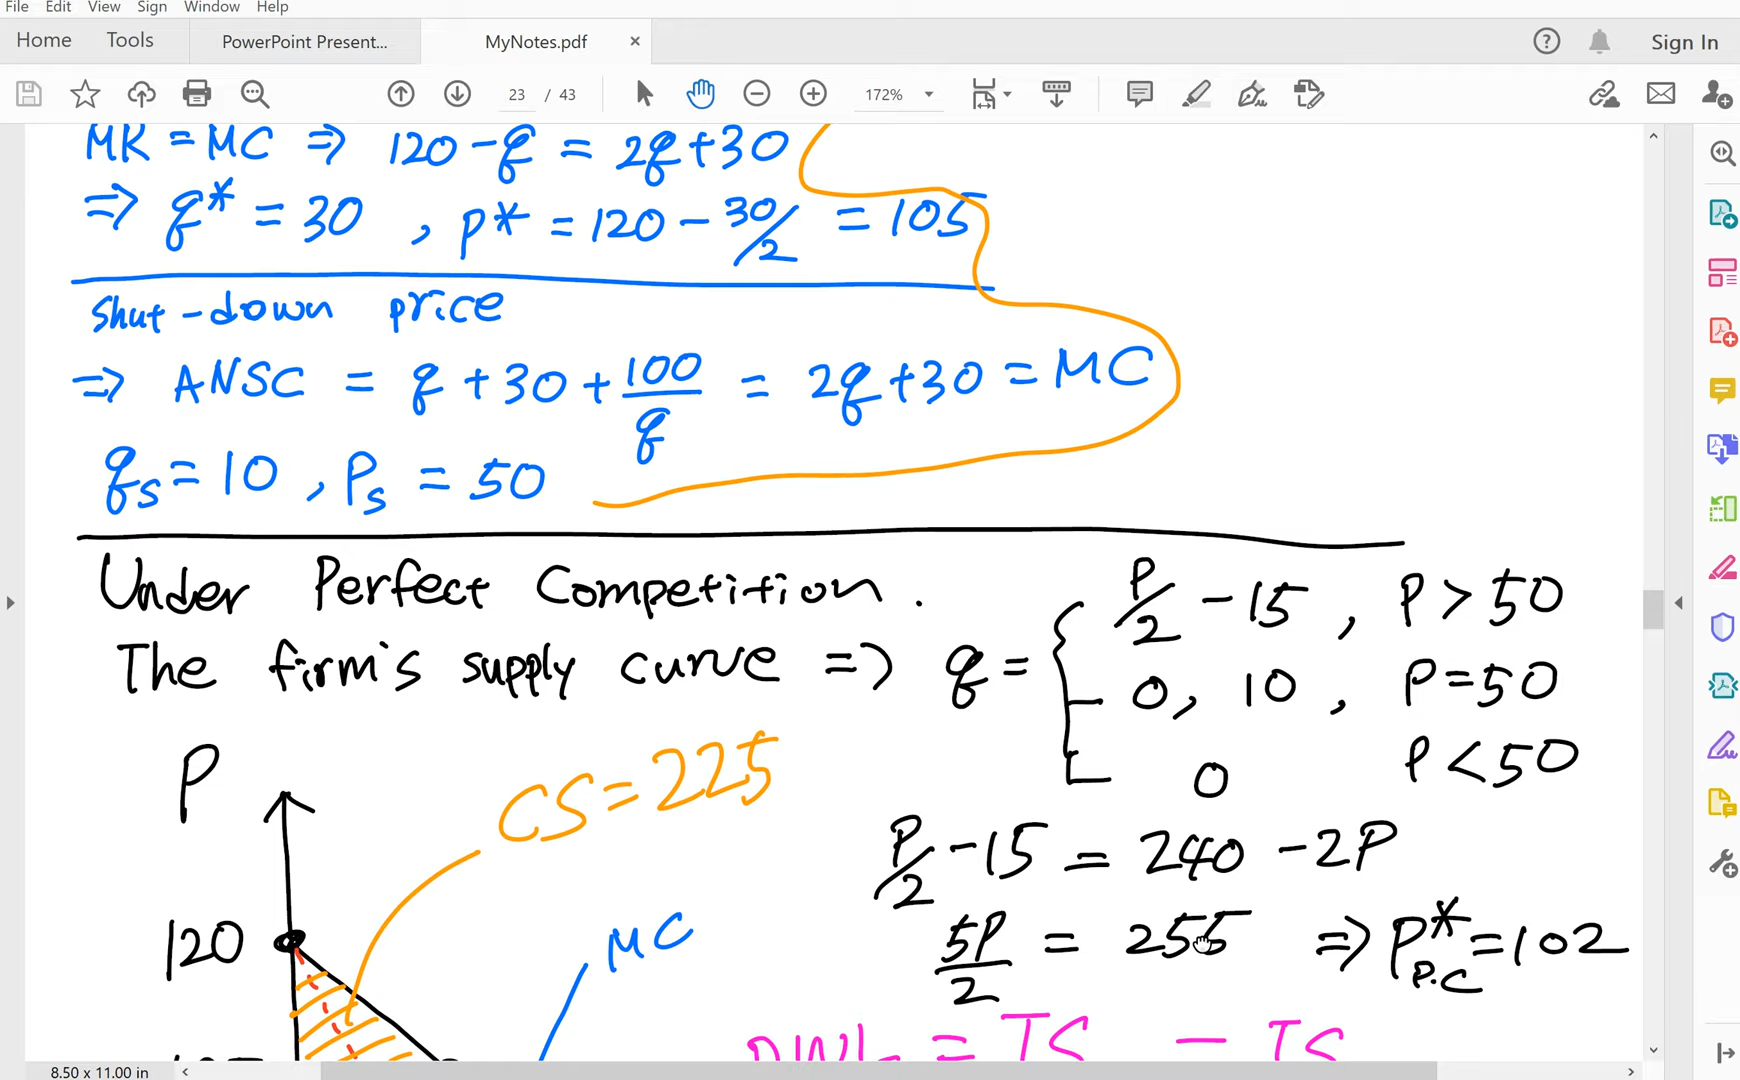 File Edit View Sign Window Help
Home Tools PowerPoint Present... MyNotes.pdf × Sign In
23 / 43 172%
MR = MC ⇒ 120 - q = 2q + 30
⇒ q* = 30 , p* = 120 - 30/2 = 105
Shut-down price
⇒ ANSC = q + 30 + 100/q = 2q + 30 = MC
qs = 10 , Ps = 50
Under Perfect Competition .
The firm's supply curve ⇒ q = { P/2 - 15 , P > 50
0, 10 , P = 50
0 P < 50
P
CS = 225
P/2 - 15 = 240 - 2P
5P/2 = 255 ⇒ P*P.C = 102
120
MC
DWL = TS - TS
8.50 x 11.00 in